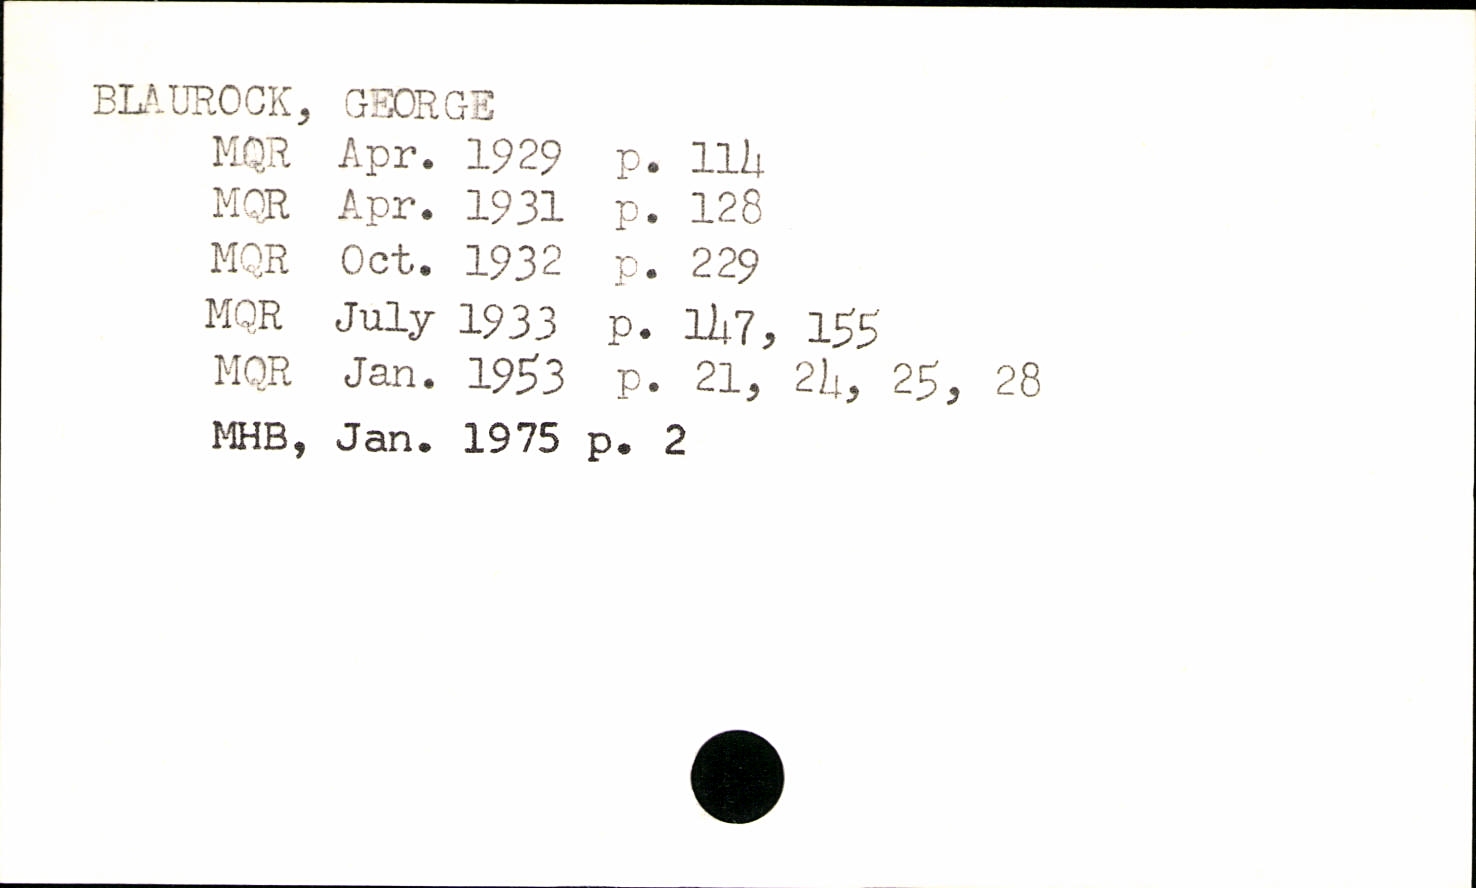 BLAUROCK, GEORGE
MQR Apr. 1929 p. 114
MQR Apr. 1931 p. 128
MQR Oct. 1932 p. 229
MQR July 1933 p. 147, 155
MQR Jan. 1953 p. 21, 24, 25, 28
MHB, Jan. 1975 p. 2